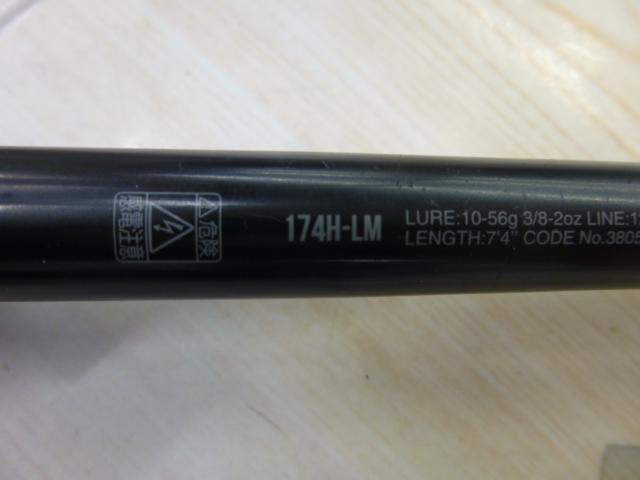 ⚠危険
感電注意
174H-LM
LURE:10-56g 3/8-2oz LINE:1
LENGTH:7'4" CODE No.3805